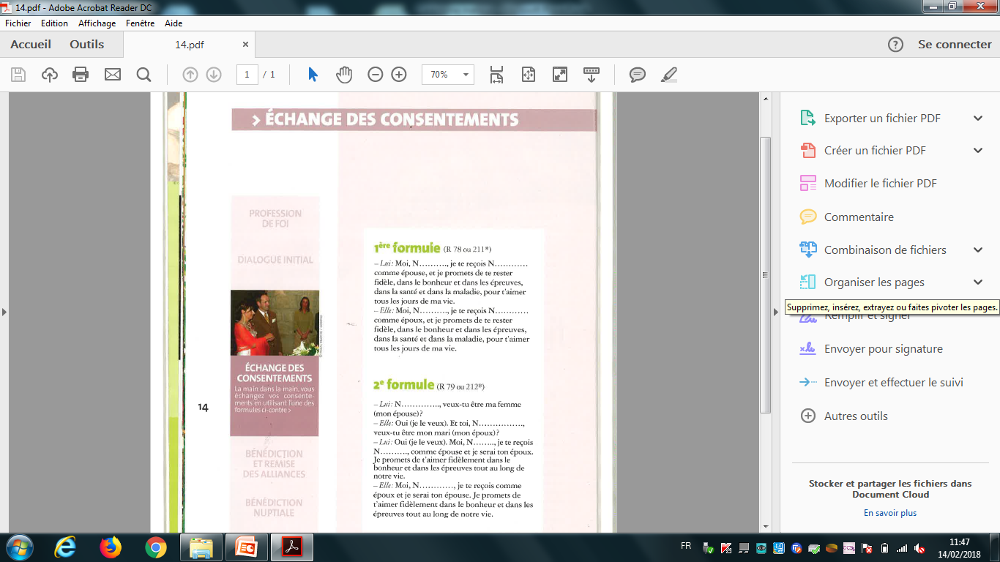 14.pdf - Adobe Acrobat Reader DC
Fichier Edition Affichage Fenêtre Aide
Accueil Outils 14.pdf × ? Se connecter
1 / 1 70%
Exporter un fichier PDF
Créer un fichier PDF
Modifier le fichier PDF
Commentaire
Combinaison de fichiers
Organiser les pages
Supprimez, insérez, extrayez ou faites pivoter les pages.
Remplir et signer
Envoyer pour signature
Envoyer et effectuer le suivi
Autres outils
Stocker et partager les fichiers dans
Document Cloud
En savoir plus
> ÉCHANGE DES CONSENTEMENTS
PROFESSION
DE FOI
DIALOGUE INITIAL
ÉCHANGE DES
CONSENTEMENTS
La main dans la main, vous
échangez vos consente-
ments en utilisant l'une des
formules ci-contre >
14
BÉNÉDICTION
ET REMISE
DES ALLIANCES
BÉNÉDICTION
NUPTIALE
1ère formule (R 78 ou 211*)
– Lui : Moi, N………., je te reçois N…………
comme épouse, et je promets de te rester
fidèle, dans le bonheur et dans les épreuves,
dans la santé et dans la maladie, pour t'aimer
tous les jours de ma vie.
– Elle : Moi, N………., je te reçois N…………
comme époux, et je promets de te rester
fidèle, dans le bonheur et dans les épreuves,
dans la santé et dans la maladie, pour t'aimer
tous les jours de ma vie.
2e formule (R 79 ou 212*)
– Lui : N…………., veux-tu être ma femme
(mon épouse)?
– Elle : Oui (je le veux). Et toi, N……………,
veux-tu être mon mari (mon époux)?
– Lui : Oui (je le veux). Moi, N…….., je te reçois
N………., comme épouse et je serai ton époux.
Je promets de t'aimer fidèlement dans le
bonheur et dans les épreuves tout au long de
notre vie.
– Elle : Moi, N…………, je te reçois comme
époux et je serai ton épouse. Je promets de
t'aimer fidèlement dans le bonheur et dans les
épreuves tout au long de notre vie.
FR
11:47
14/02/2018